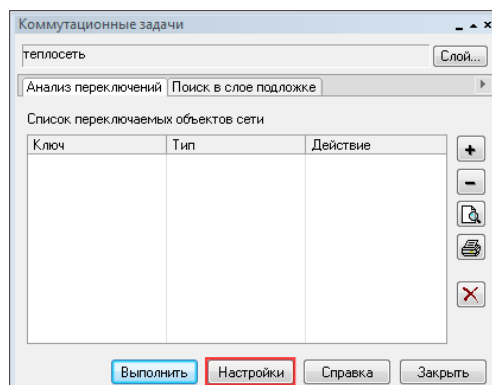 Коммутационные задачи
теплосеть
Слой...
Анализ переключений Поиск в слое подложке
Список переключаемых объектов сети
Ключ Тип Действие
Выполнить Настройки Справка Закрыть